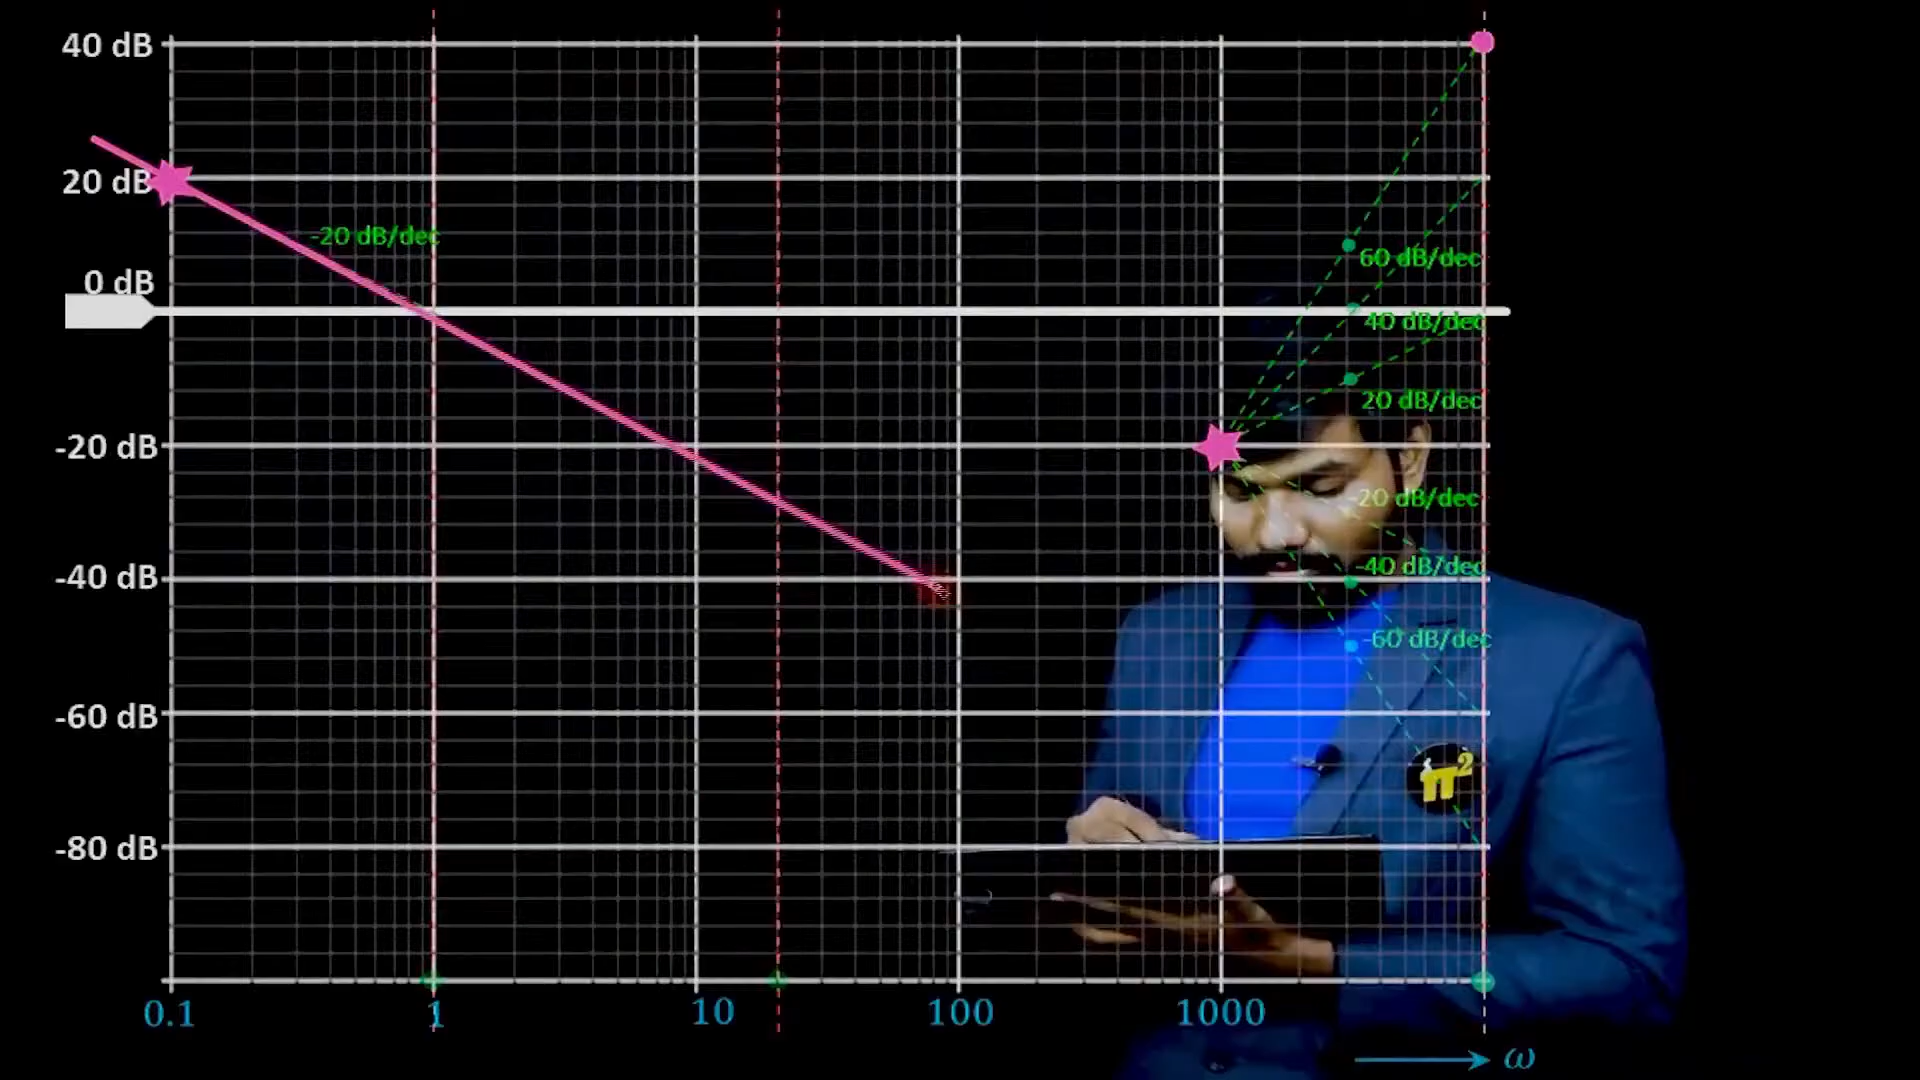 40 dB
20 dB
-20 dB/dec
60 dB/dec
0 dB
40 dB/dec
20 dB/dec
-20 dB
-20 dB/dec
-40 dB
-40 dB/dec
-60 dB/dec
-60 dB
π²
-80 dB
0.1 1 10 100 1000
ω